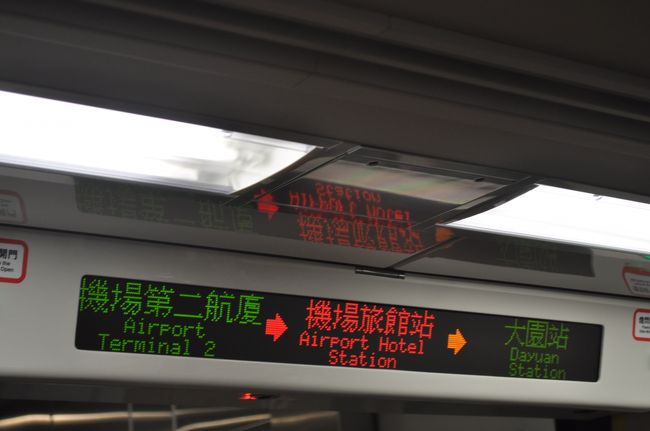 機場第二航廈
Airport
Terminal 2
機場旅館站
Airport Hotel
Station
大園站
Dayuan
Station